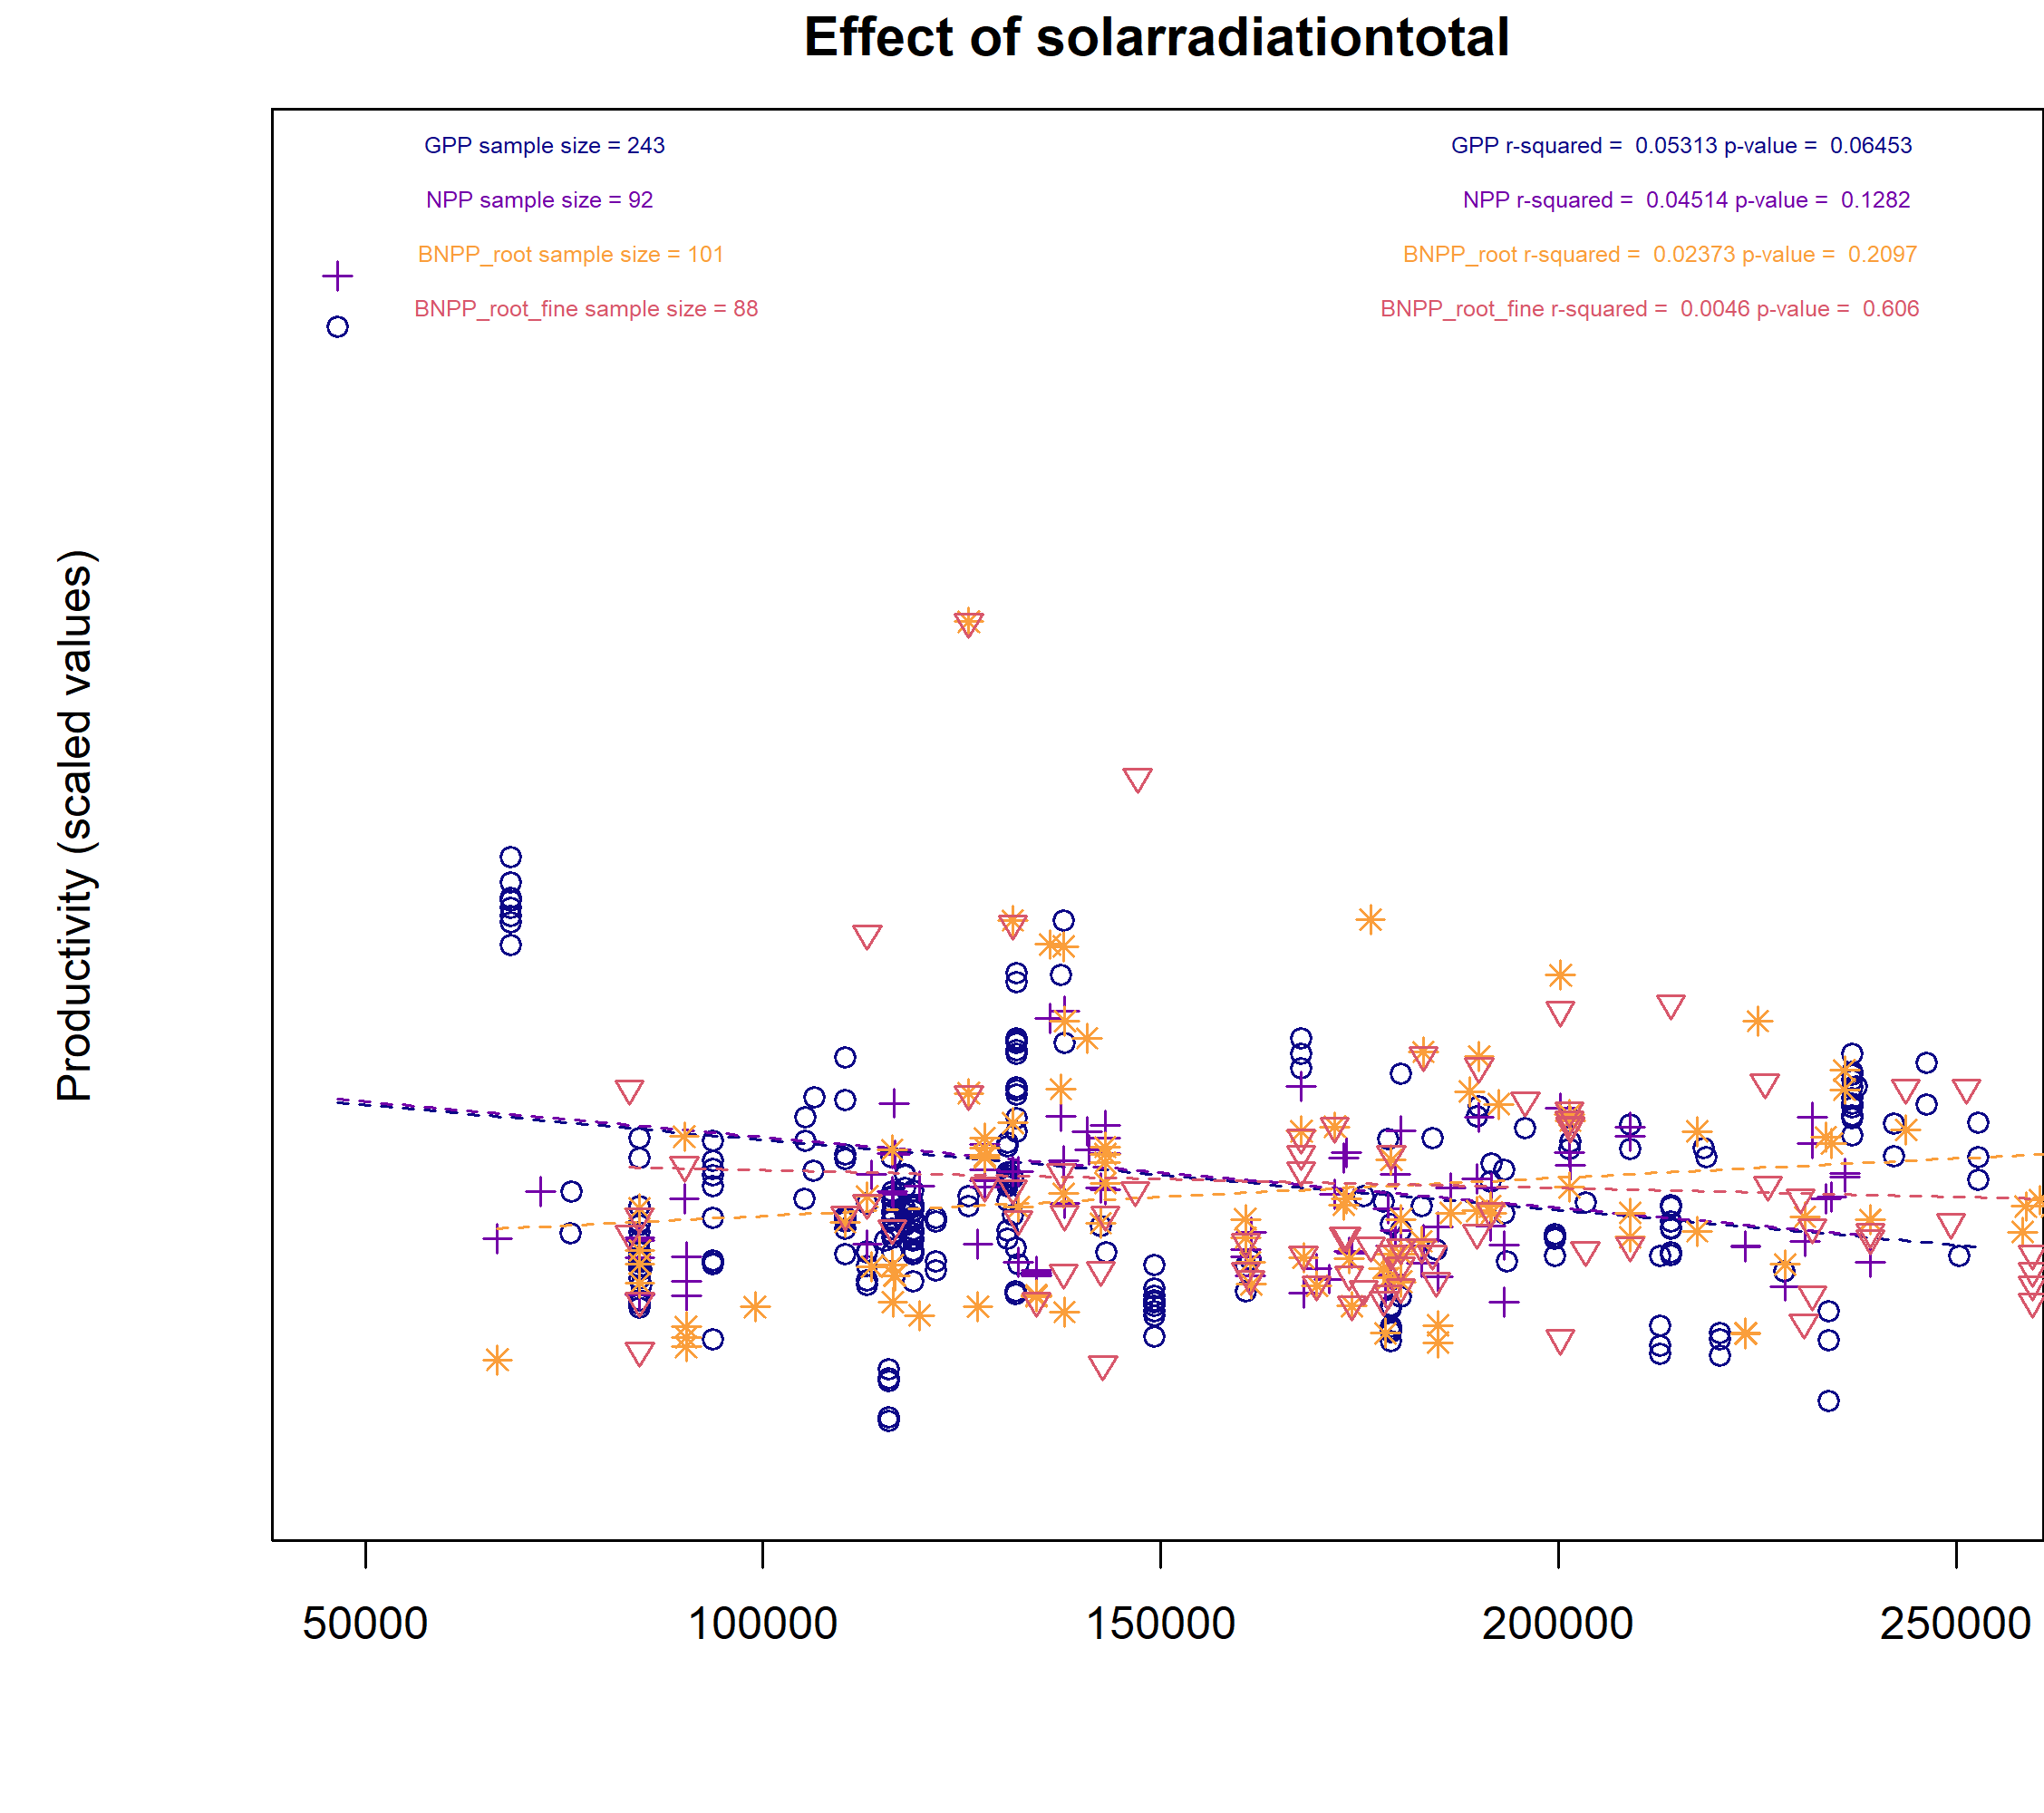 Effect of solarradiationtotal
GPP sample size = 243
GPP r-squared =  0.05313 p-value =  0.06453
NPP sample size = 92
NPP r-squared =  0.04514 p-value =  0.1282
BNPP_root sample size = 101
BNPP_root r-squared =  0.02373 p-value =  0.2097
BNPP_root_fine sample size = 88
BNPP_root_fine r-squared =  0.0046 p-value =  0.606
Productivity (scaled values)
50000
100000
150000
200000
250000